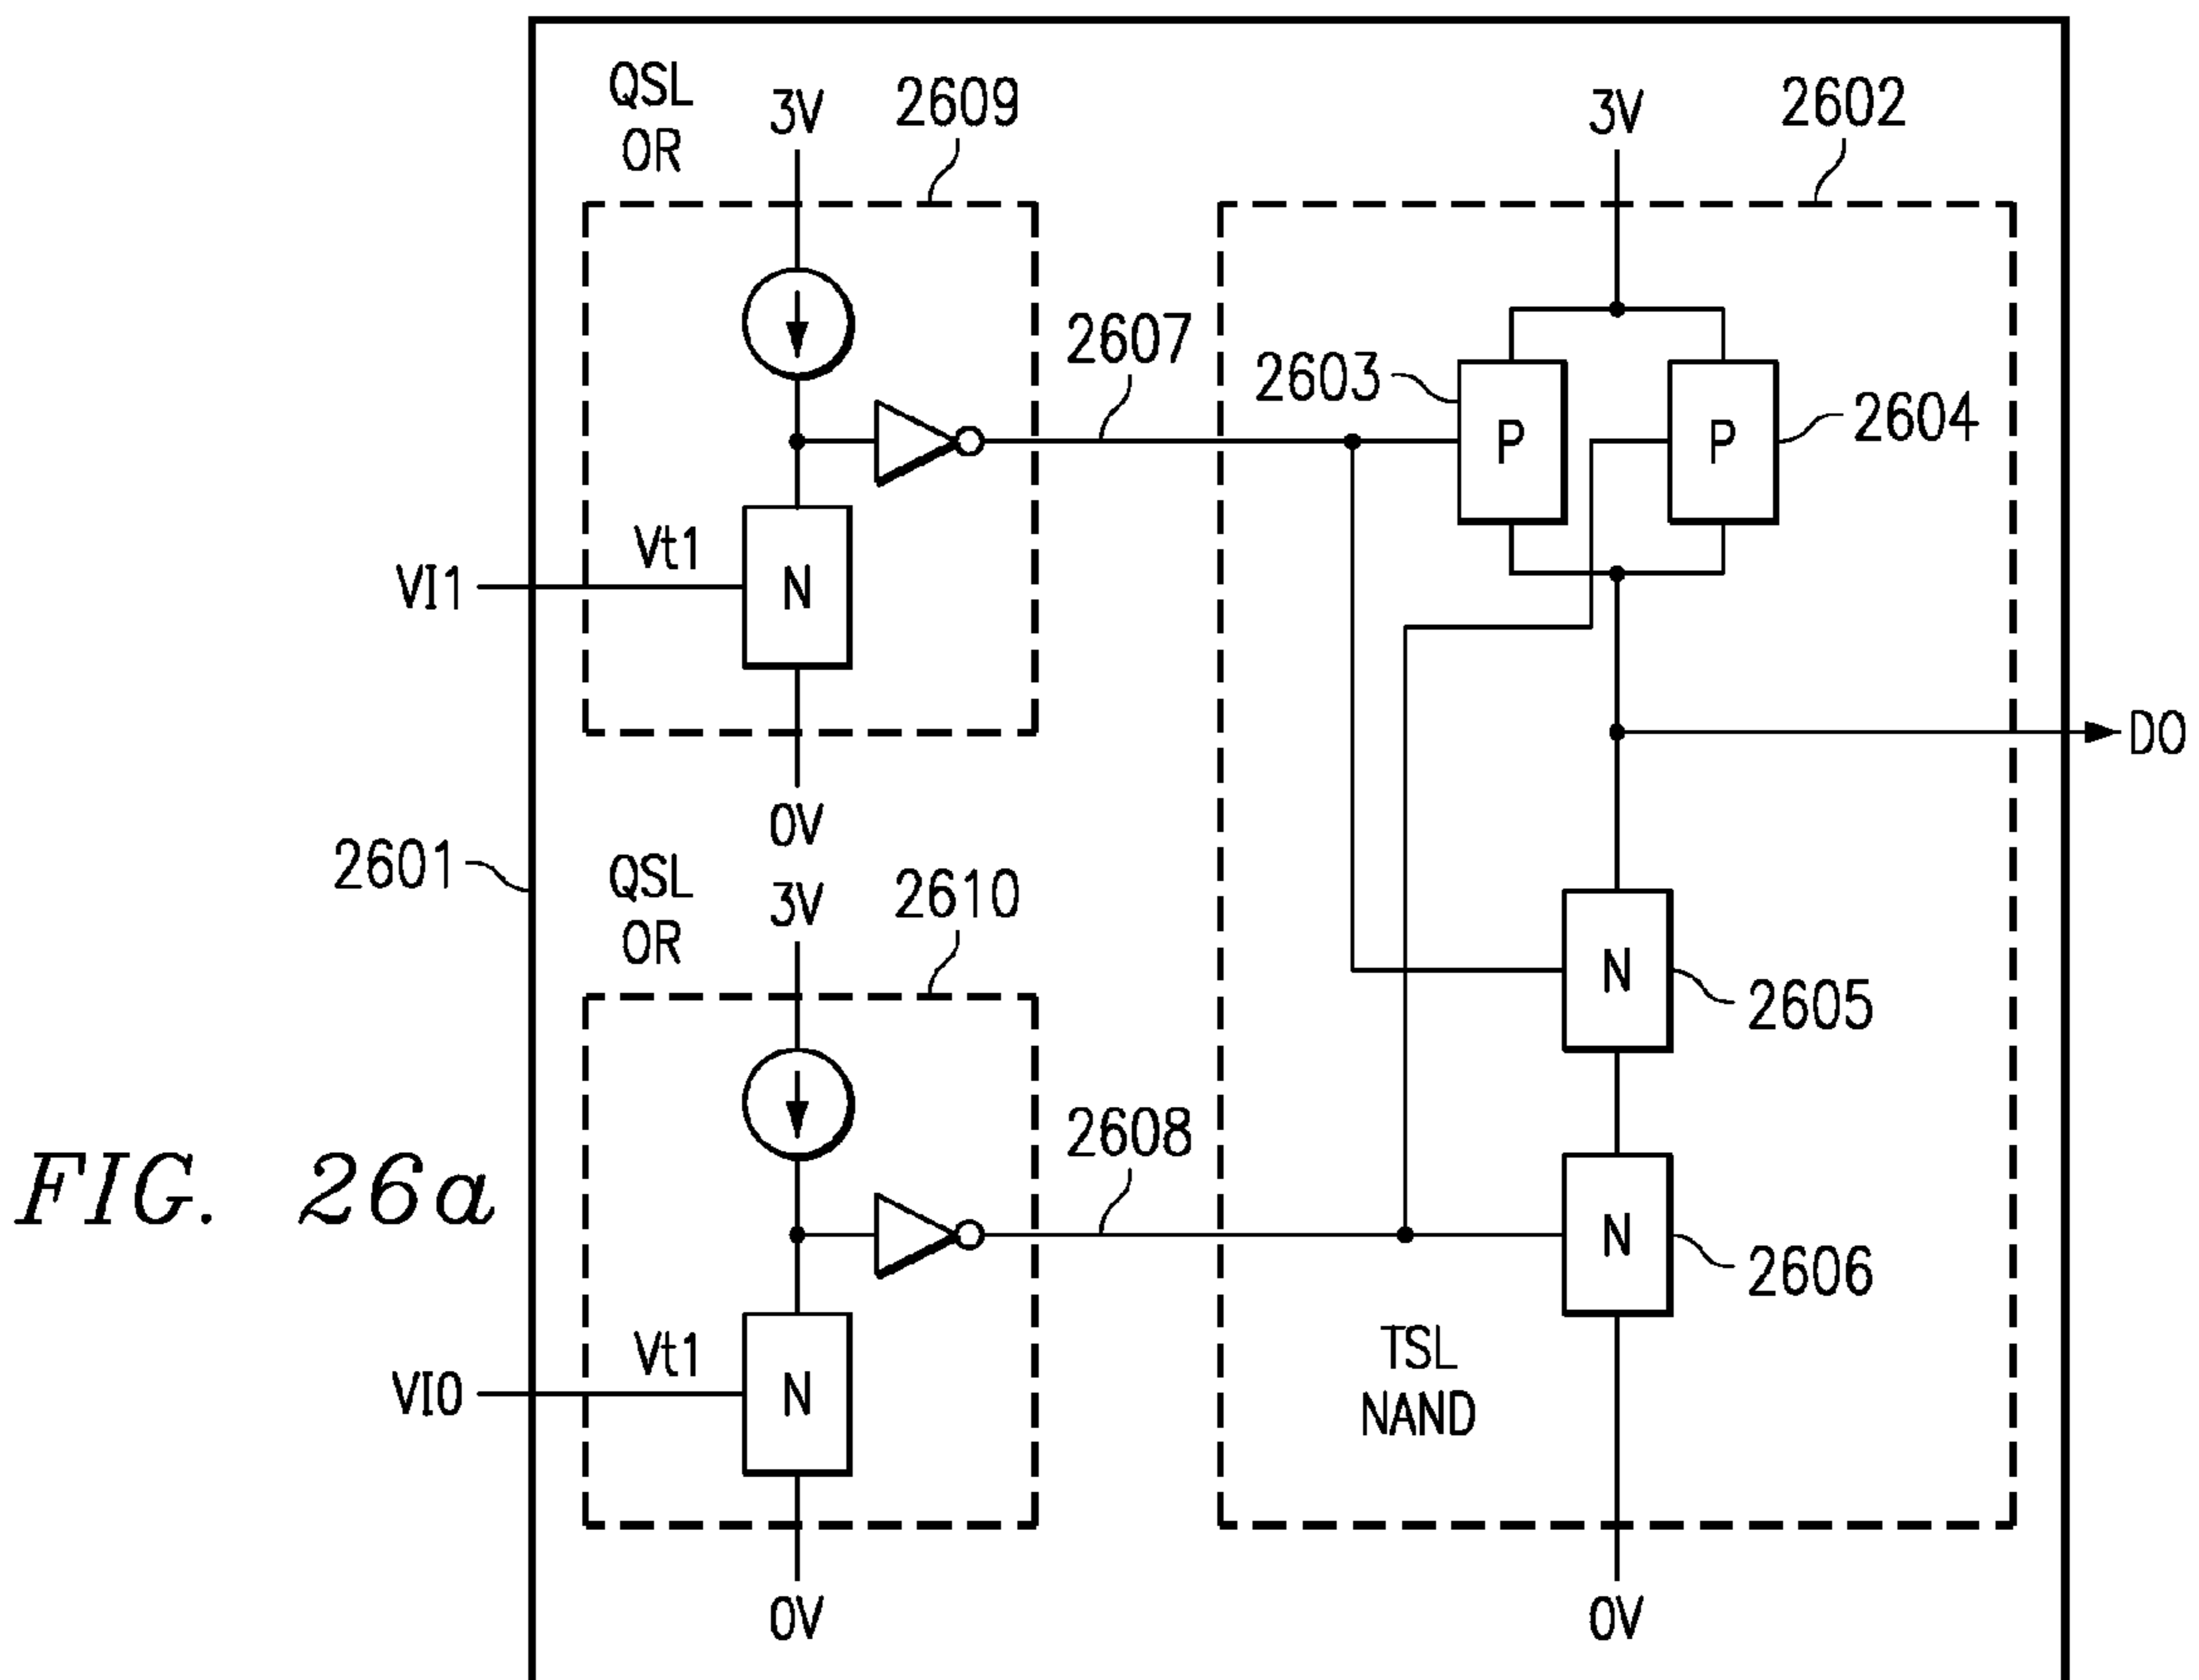 QSL
OR
3V
2609
3V
2602
2607
2603
P
P
2604
Vt1
VI1
N
DO
0V
2601
QSL
OR
3V
2610
N
2605
2608
FIG. 26a
N
2606
Vt1
VI0
N
TSL
NAND
0V
0V